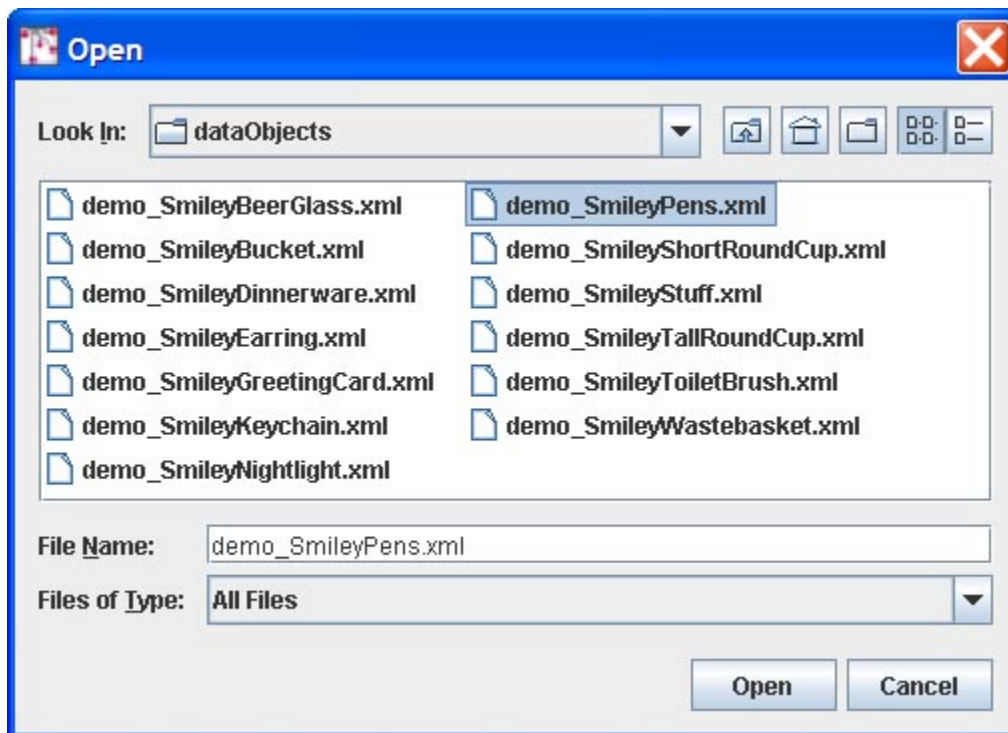 Open
Look In: dataObjects
demo_SmileyBeerGlass.xml
demo_SmileyBucket.xml
demo_SmileyDinnerware.xml
demo_SmileyEarring.xml
demo_SmileyGreetingCard.xml
demo_SmileyKeychain.xml
demo_SmileyNightlight.xml
demo_SmileyPens.xml
demo_SmileyShortRoundCup.xml
demo_SmileyStuff.xml
demo_SmileyTallRoundCup.xml
demo_SmileyToiletBrush.xml
demo_SmileyWastebasket.xml
File Name: demo_SmileyPens.xml
Files of Type: All Files
Open Cancel